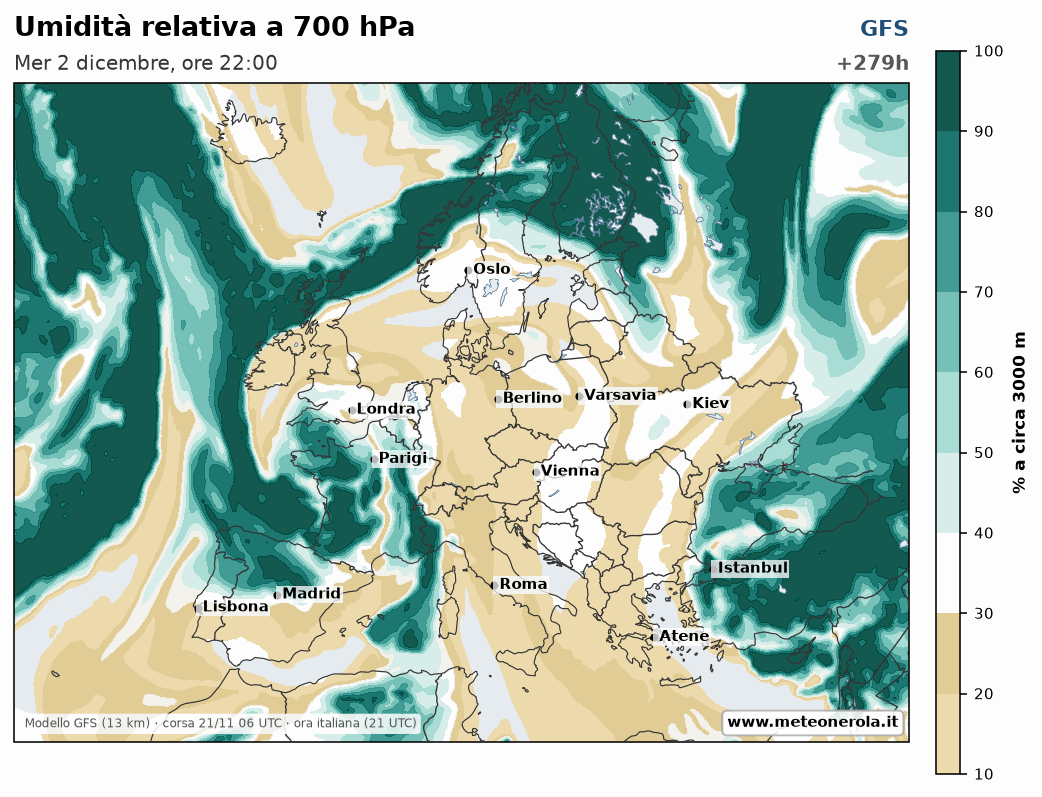 Umidità relativa a 700 hPa
GFS
Mer 2 dicembre, ore 22:00
+279h
100
90
80
70
60
50
40
30
20
10
% a circa 3000 m
Oslo
Berlino
Varsavia
Kiev
Londra
Parigi
Vienna
Istanbul
Roma
Madrid
Lisbona
Atene
Modello GFS (13 km) · corsa 21/11 06 UTC · ora italiana (21 UTC)
www.meteonerola.it